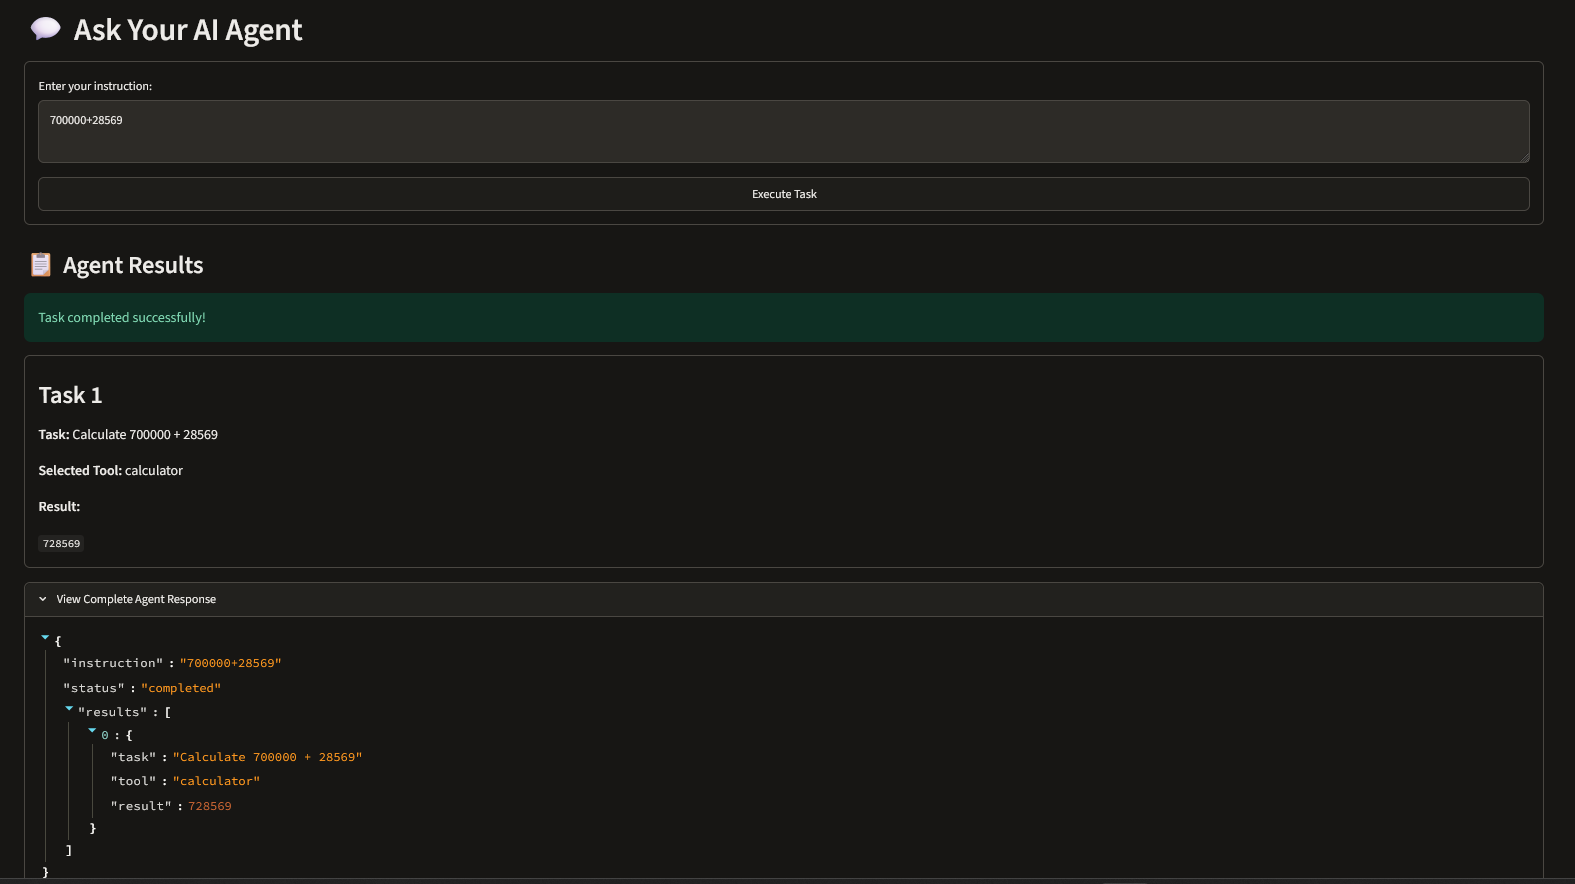 Ask Your AI Agent
Enter your instruction:
700000+28569
Execute Task
Agent Results
Task completed successfully!
Task 1
Task: Calculate 700000 + 28569
Selected Tool: calculator
Result:
728569
View Complete Agent Response
{
"instruction" : "700000+28569"
"status" : "completed"
"results" : [
0 : {
"task" : "Calculate 700000 + 28569"
"tool" : "calculator"
"result" : 728569
}
]
}